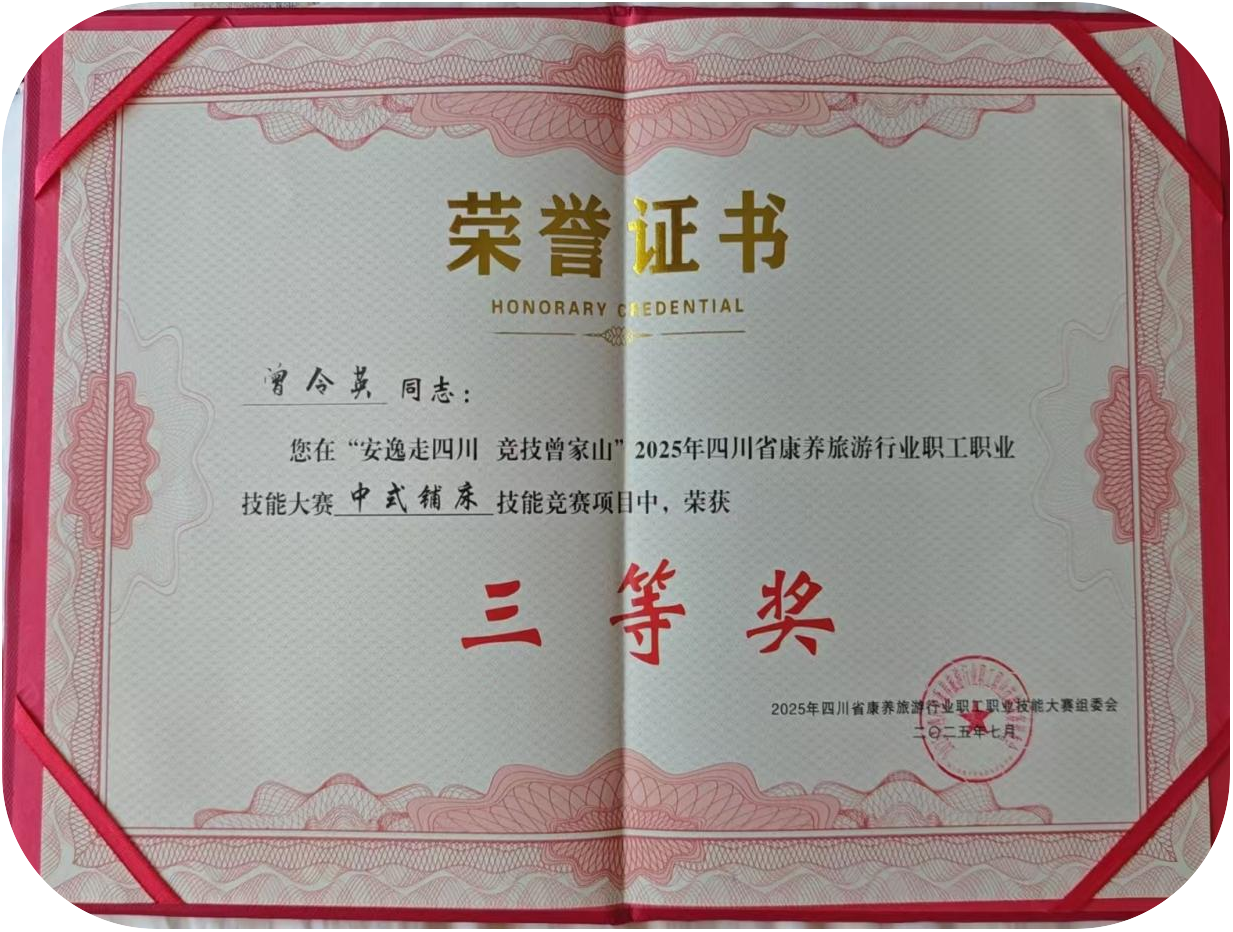 荣誉证书
HONORARY CREDENTIAL
曾令英 同志：
您在“安逸走四川 竞技曾家山”2025年四川省康养旅游行业职工职业
技能大赛 中式铺床 技能竞赛项目中，荣获
三等奖
2025年四川省康养旅游行业职工职业技能大赛组委会
二〇二五年七月